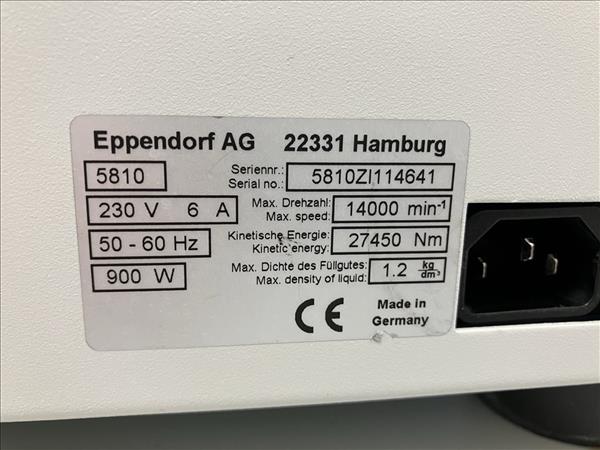 Eppendorf AG 22331 Hamburg
5810 Seriennr.: Serial no.: 5810ZI114641
230 V 6 A Max. Drehzahl: Max. speed: 14000 min⁻¹
50 - 60 Hz Kinetische Energie: Kinetic energy: 27450 Nm
900 W Max. Dichte des Füllgutes: Max. density of liquid: 1.2 kg/dm³
CE Made in Germany